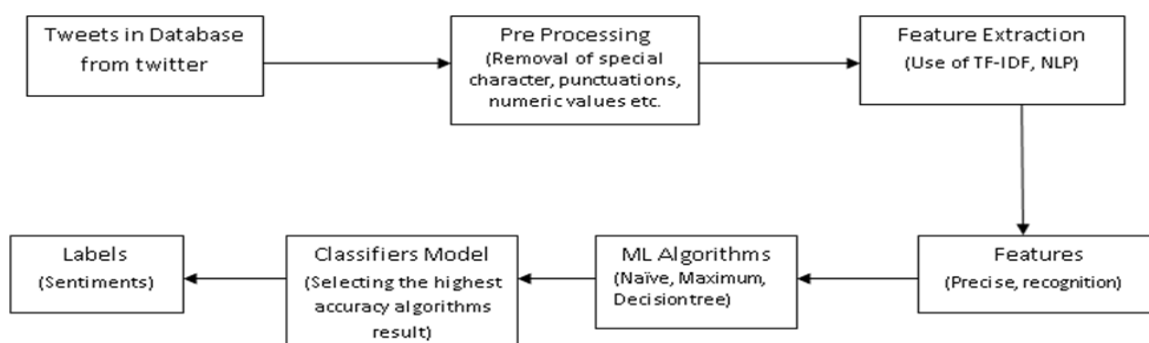 Tweets in Database
from twitter
Pre Processing
(Removal of special
character, punctuations,
numeric values etc.
Feature Extraction
(Use of TF-IDF, NLP)
Features
(Precise, recognition)
ML Algorithms
(Naïve, Maximum,
Decisiontree)
Classifiers Model
(Selecting the highest
accuracy algorithms
result)
Labels
(Sentiments)